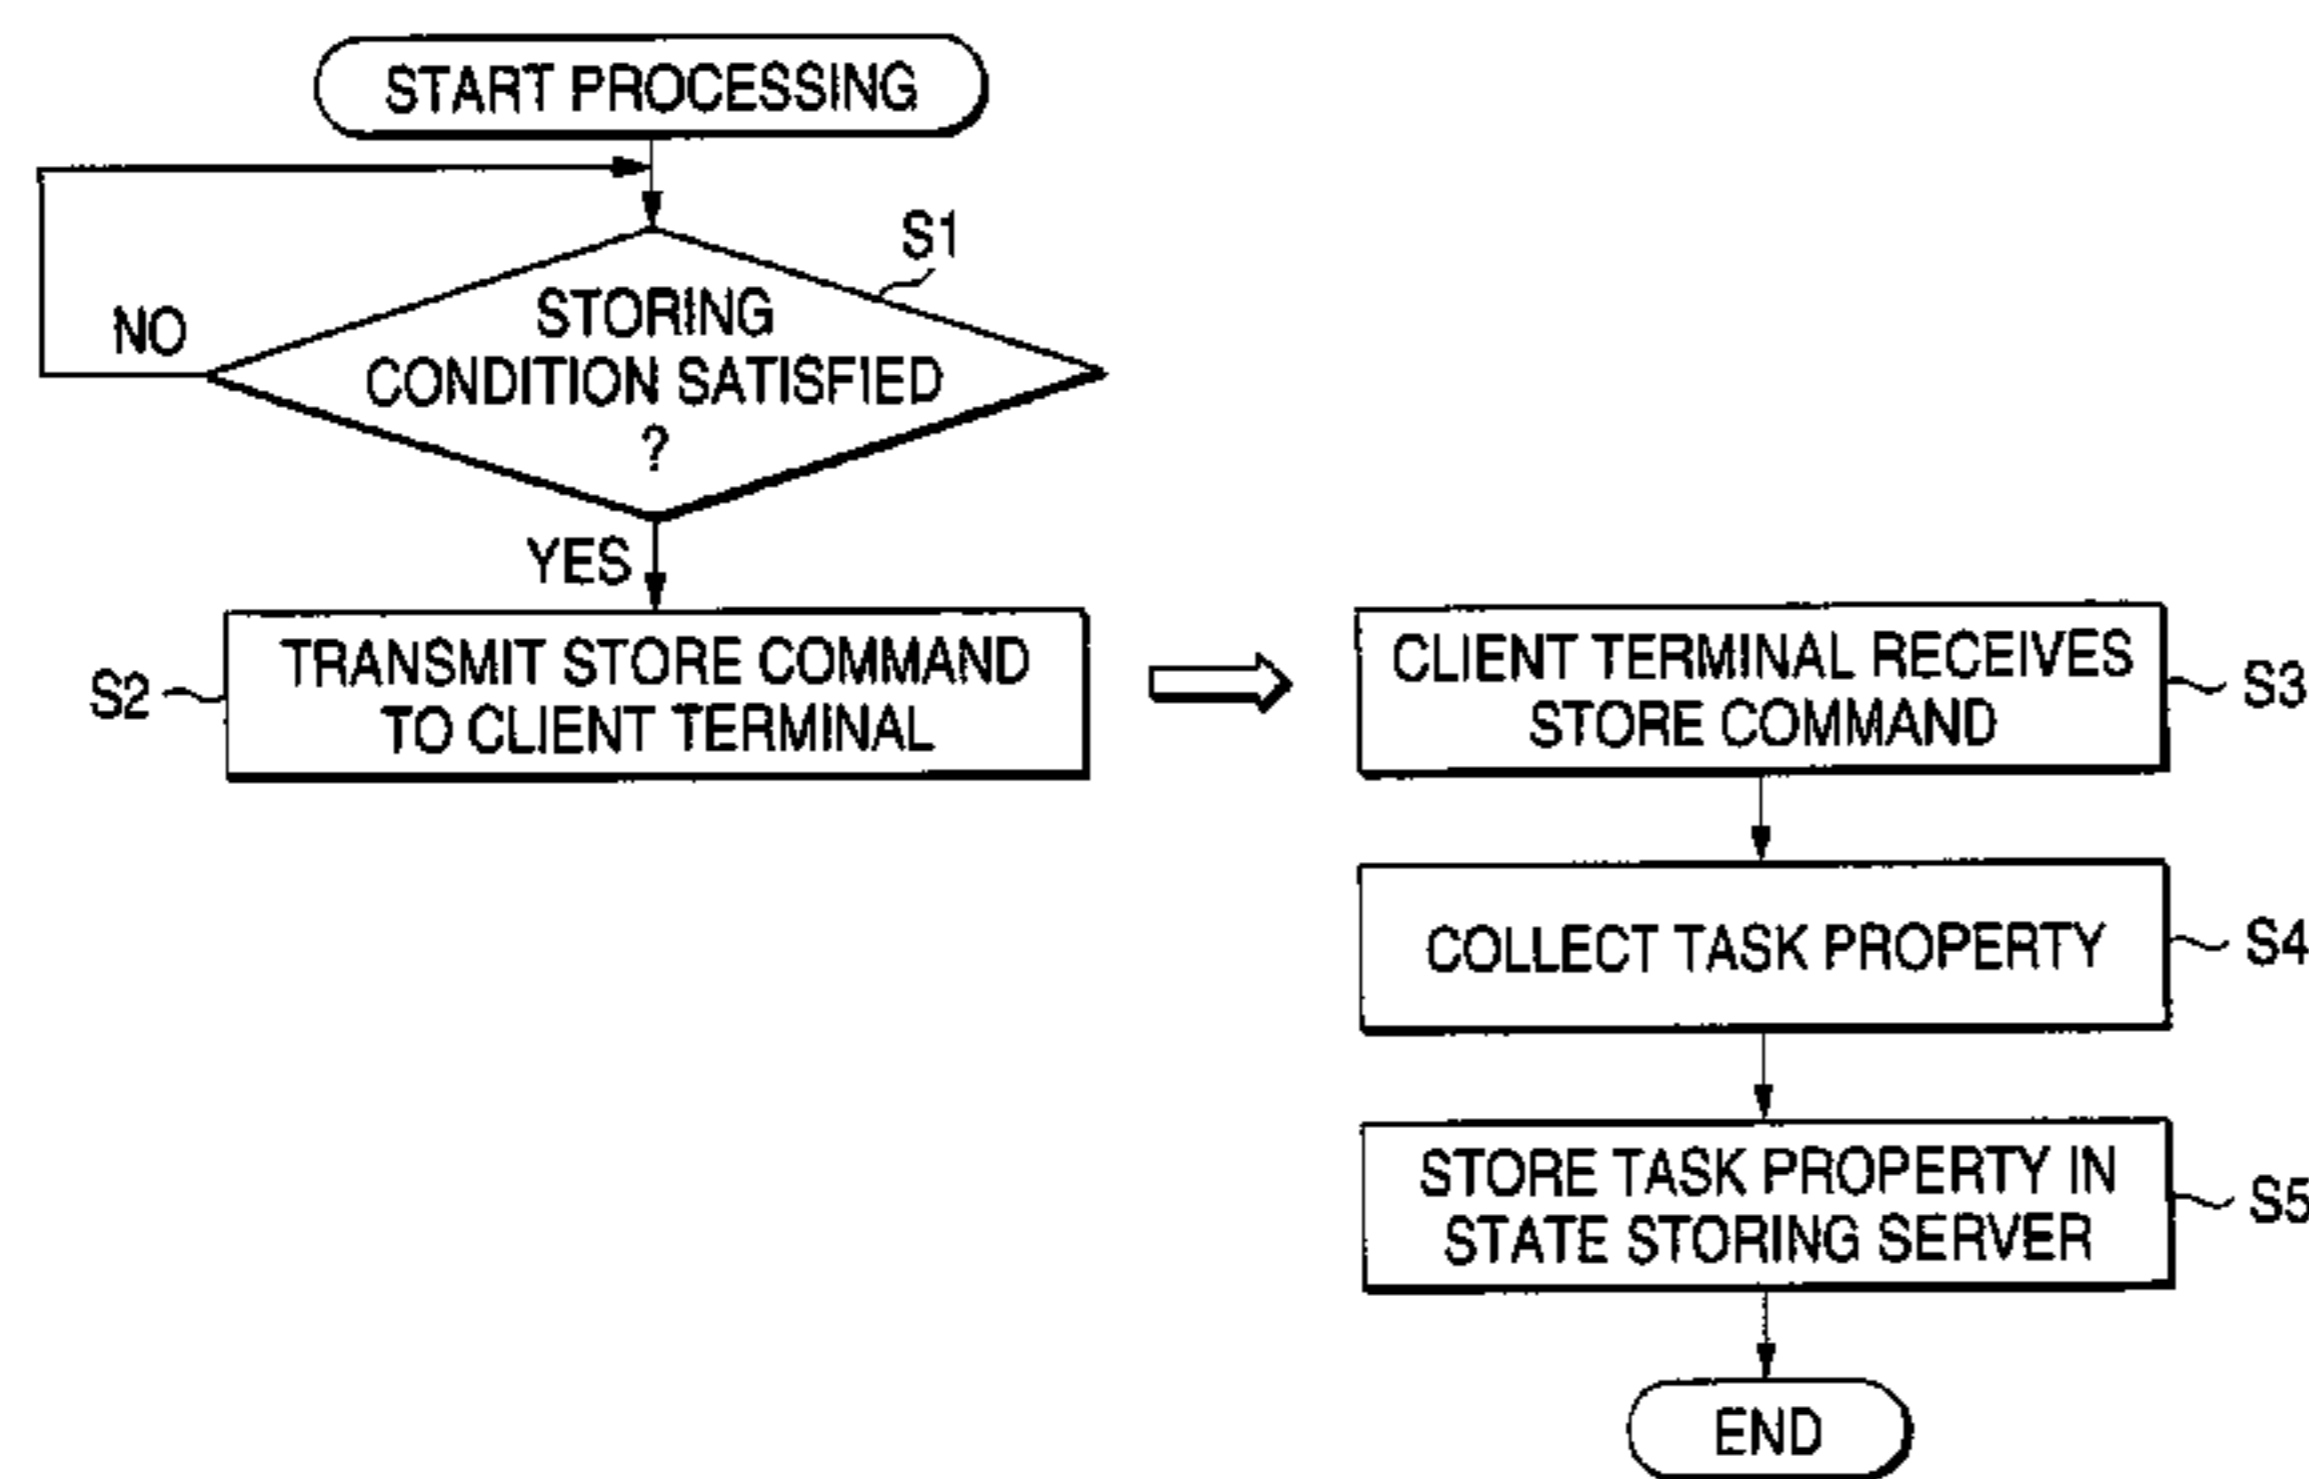 START PROCESSING
S1
STORING
CONDITION SATISFIED
?
NO
YES
S2
TRANSMIT STORE COMMAND
TO CLIENT TERMINAL
CLIENT TERMINAL RECEIVES
STORE COMMAND
S3
COLLECT TASK PROPERTY
S4
STORE TASK PROPERTY IN
STATE STORING SERVER
S5
END